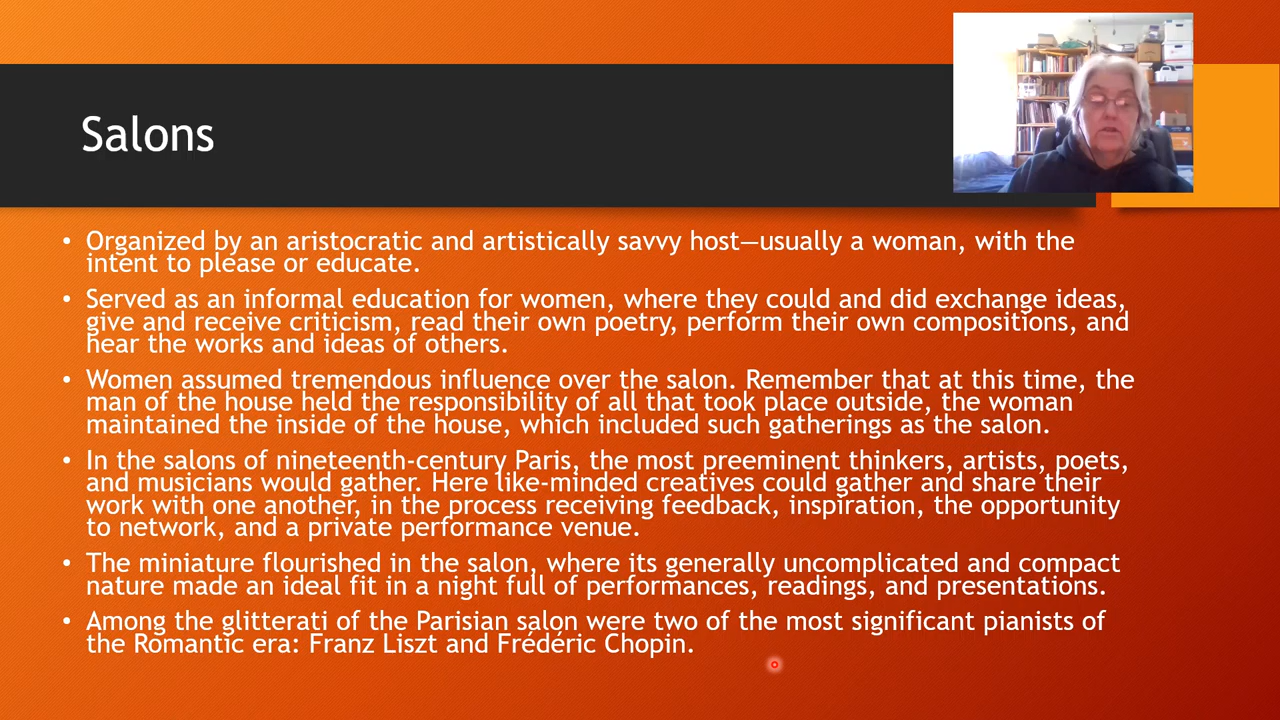 Salons
• Organized by an aristocratic and artistically savvy host—usually a woman, with the
intent to please or educate.
• Served as an informal education for women, where they could and did exchange ideas,
give and receive criticism, read their own poetry, perform their own compositions, and
hear the works and ideas of others.
• Women assumed tremendous influence over the salon. Remember that at this time, the
man of the house held the responsibility of all that took place outside, the woman
maintained the inside of the house, which included such gatherings as the salon.
• In the salons of nineteenth-century Paris, the most preeminent thinkers, artists, poets,
and musicians would gather. Here like-minded creatives could gather and share their
work with one another, in the process receiving feedback, inspiration, the opportunity
to network, and a private performance venue.
• The miniature flourished in the salon, where its generally uncomplicated and compact
nature made an ideal fit in a night full of performances, readings, and presentations.
• Among the glitterati of the Parisian salon were two of the most significant pianists of
the Romantic era: Franz Liszt and Frédéric Chopin.